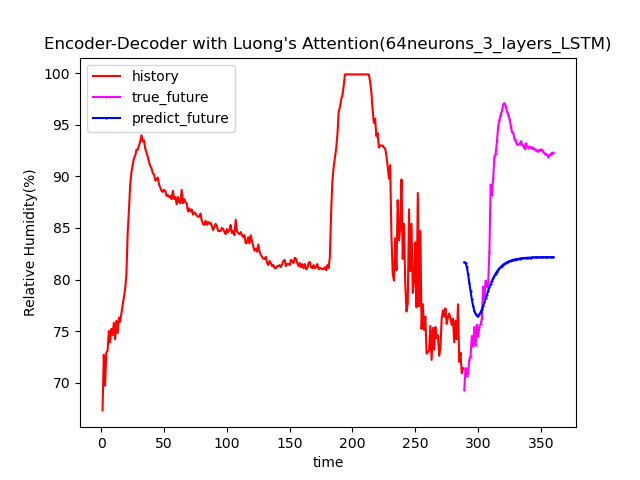 Encoder-Decoder with Luong's Attention(64neurons_3_layers_LSTM)
history
true_future
predict_future
Relative Humidity(%)
100
95
90
85
80
75
70
0 50 100 150 200 250 300 350
time